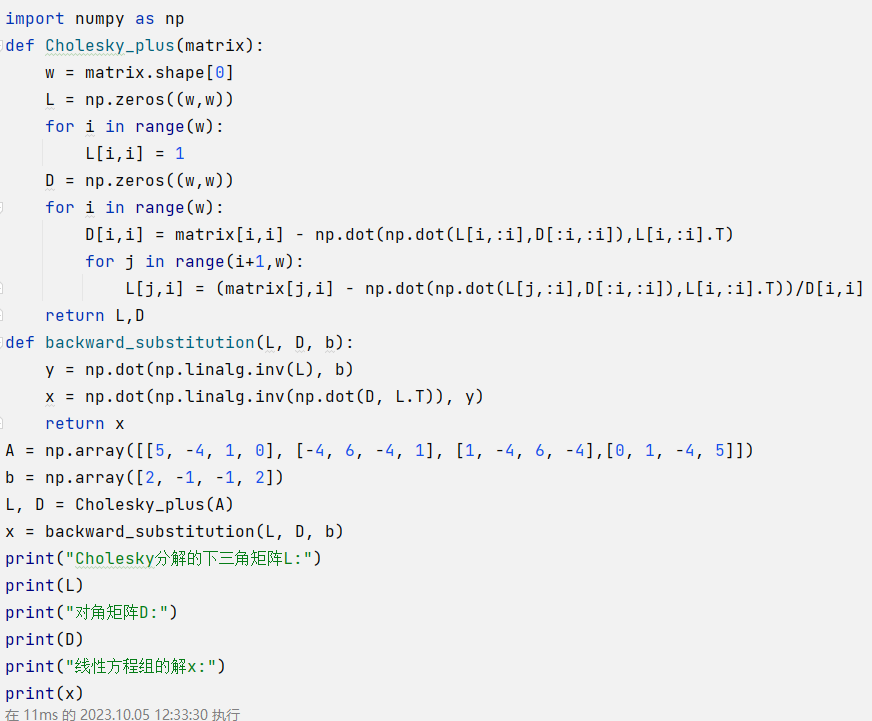 import numpy as np
def Cholesky_plus(matrix):
    w = matrix.shape[0]
    L = np.zeros((w,w))
    for i in range(w):
        L[i,i] = 1
    D = np.zeros((w,w))
    for i in range(w):
        D[i,i] = matrix[i,i] - np.dot(np.dot(L[i,:i],D[:i,:i]),L[i,:i].T)
        for j in range(i+1,w):
            L[j,i] = (matrix[j,i] - np.dot(np.dot(L[j,:i],D[:i,:i]),L[i,:i].T))/D[i,i]
    return L,D
def backward_substitution(L, D, b):
    y = np.dot(np.linalg.inv(L), b)
    x = np.dot(np.linalg.inv(np.dot(D, L.T)), y)
    return x
A = np.array([[5, -4, 1, 0], [-4, 6, -4, 1], [1, -4, 6, -4],[0, 1, -4, 5]])
b = np.array([2, -1, -1, 2])
L, D = Cholesky_plus(A)
x = backward_substitution(L, D, b)
print("Cholesky分解的下三角矩阵L:")
print(L)
print("对角矩阵D:")
print(D)
print("线性方程组的解x:")
print(x)
在 11ms 的 2023.10.05 12:33:30 执行